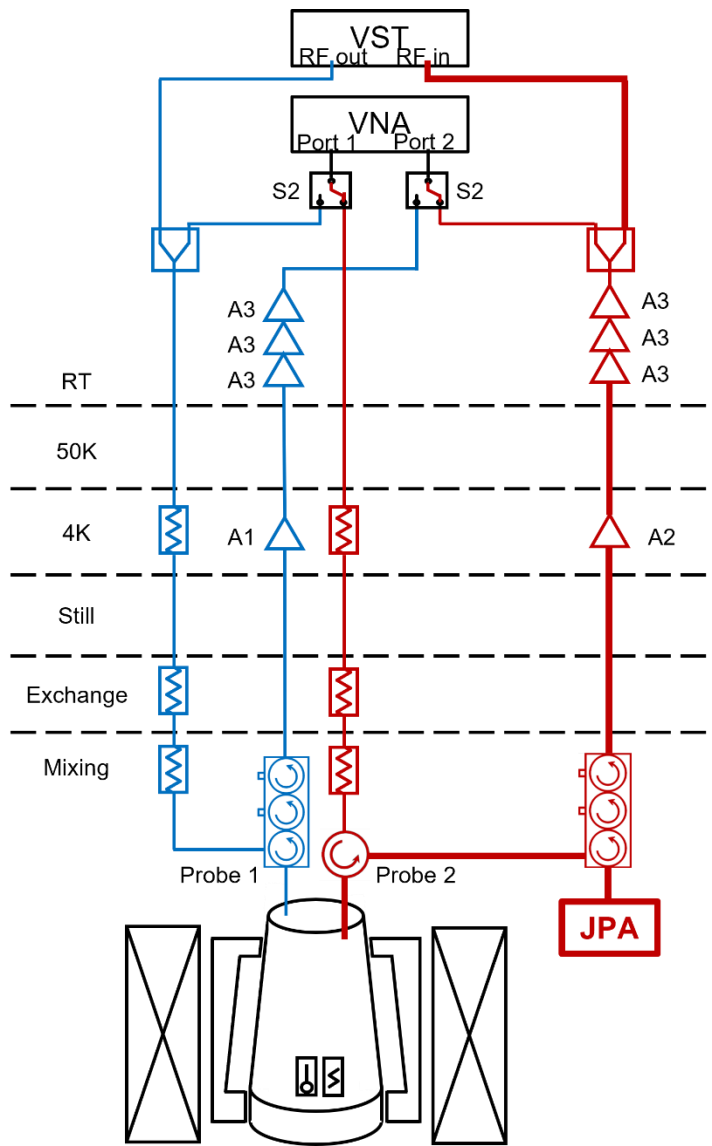 VST
RF out RF in
VNA
Port 1 Port 2
S2 S2
A3 A3
A3 A3
A3 A3
RT
50K
4K A1 A2
Still
Exchange
Mixing
Probe 1 Probe 2
JPA